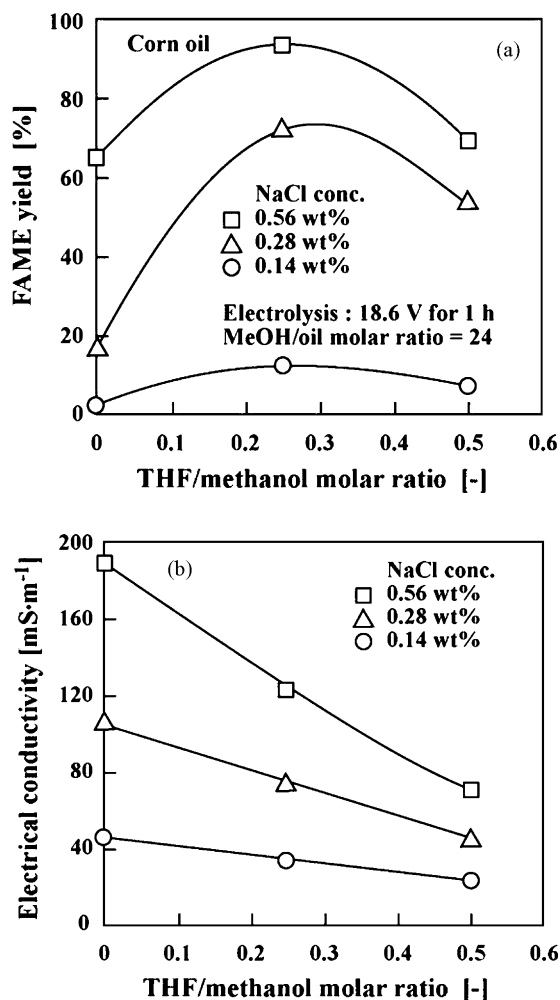 100
Corn oil
(a)
80
60
40
20
0
FAME yield [%]
NaCl conc.
0.56 wt%
0.28 wt%
0.14 wt%
Electrolysis : 18.6 V for 1 h
MeOH/oil molar ratio = 24
0 0.1 0.2 0.3 0.4 0.5 0.6
THF/methanol molar ratio [-]
200
(b)
160
120
80
40
0
Electrical conductivity [mS·m⁻¹]
NaCl conc.
0.56 wt%
0.28 wt%
0.14 wt%
0 0.1 0.2 0.3 0.4 0.5 0.6
THF/methanol molar ratio [-]